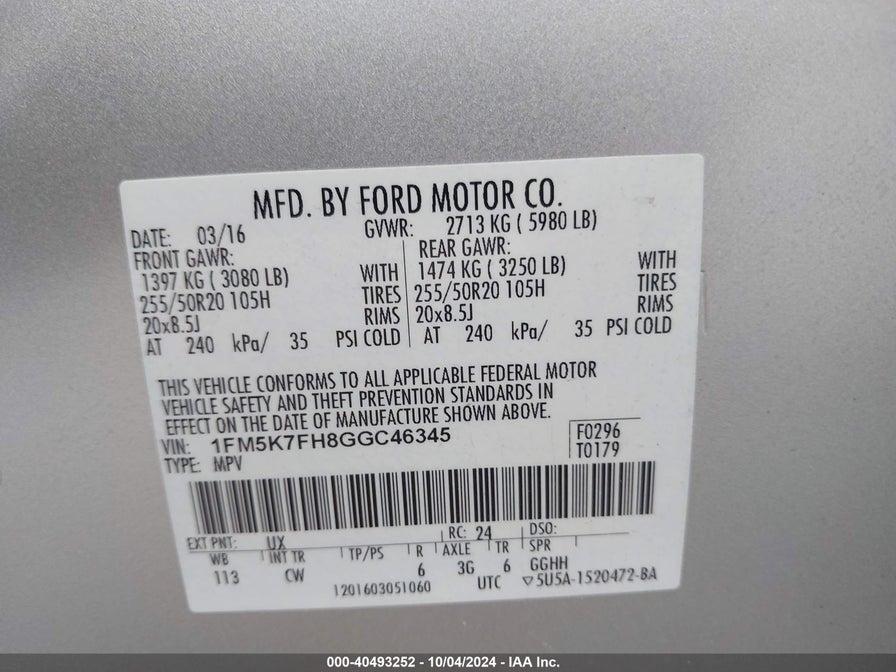 MFD. BY FORD MOTOR CO.
DATE: 03/16 GVWR: 2713 KG ( 5980 LB)
FRONT GAWR: REAR GAWR:
1397 KG ( 3080 LB) WITH 1474 KG ( 3250 LB) WITH
255/50R20 105H TIRES 255/50R20 105H TIRES
20x8.5J RIMS 20x8.5J RIMS
AT 240 kPa/ 35 PSI COLD AT 240 kPa/ 35 PSI COLD
THIS VEHICLE CONFORMS TO ALL APPLICABLE FEDERAL MOTOR
VEHICLE SAFETY AND THEFT PREVENTION STANDARDS IN
EFFECT ON THE DATE OF MANUFACTURE SHOWN ABOVE.
VIN: 1FM5K7FH8GGC46345 F0296
TYPE: MPV T0179
EXT PNT: UX RC: 24 DSO:
WB INT TR TP/PS R AXLE TR SPR
113 CW 6 3G 6 GGHH
1201603051060 UTC ▽5U5A-1520472-BA
000-40493252 - 10/04/2024 - IAA Inc.